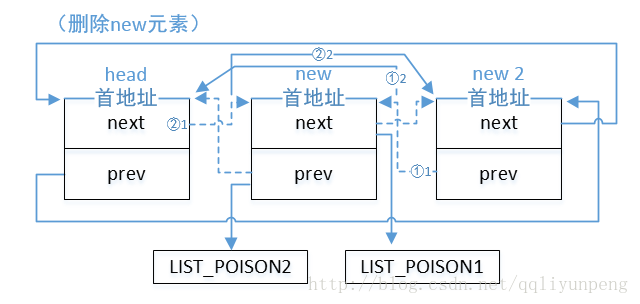 （删除new元素）
head
new
new 2
首地址
首地址
首地址
next
next
next
②1
②2
①2
①1
prev
prev
prev
LIST_POISON2
LIST_POISON1
http://blog.csdn.net/qqliyunpeng